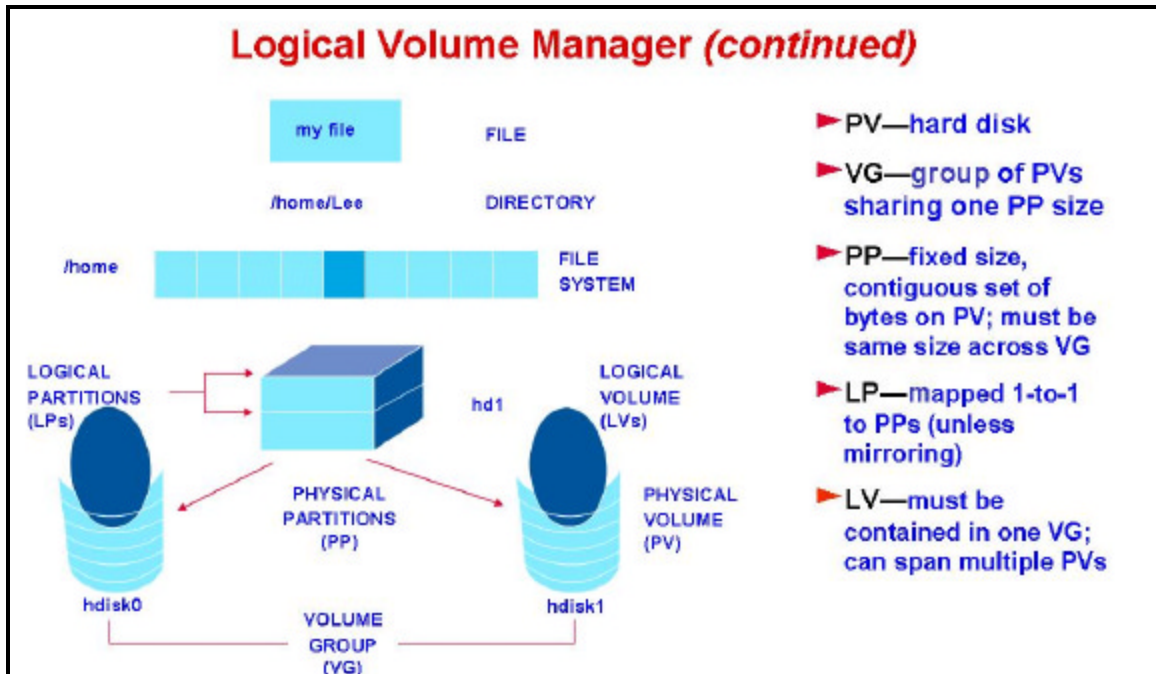 Logical Volume Manager (continued)
my file
FILE
/home/Lee
DIRECTORY
/home
FILE
SYSTEM
LOGICAL
PARTITIONS
(LPs)
hd1
LOGICAL
VOLUME
(LVs)
PHYSICAL
PARTITIONS
(PP)
PHYSICAL
VOLUME
(PV)
hdisk0
hdisk1
VOLUME
GROUP
(VG)
PV—hard disk
VG—group of PVs
sharing one PP size
PP—fixed size,
contiguous set of
bytes on PV; must be
same size across VG
LP—mapped 1-to-1
to PPs (unless
mirroring)
LV—must be
contained in one VG;
can span multiple PVs